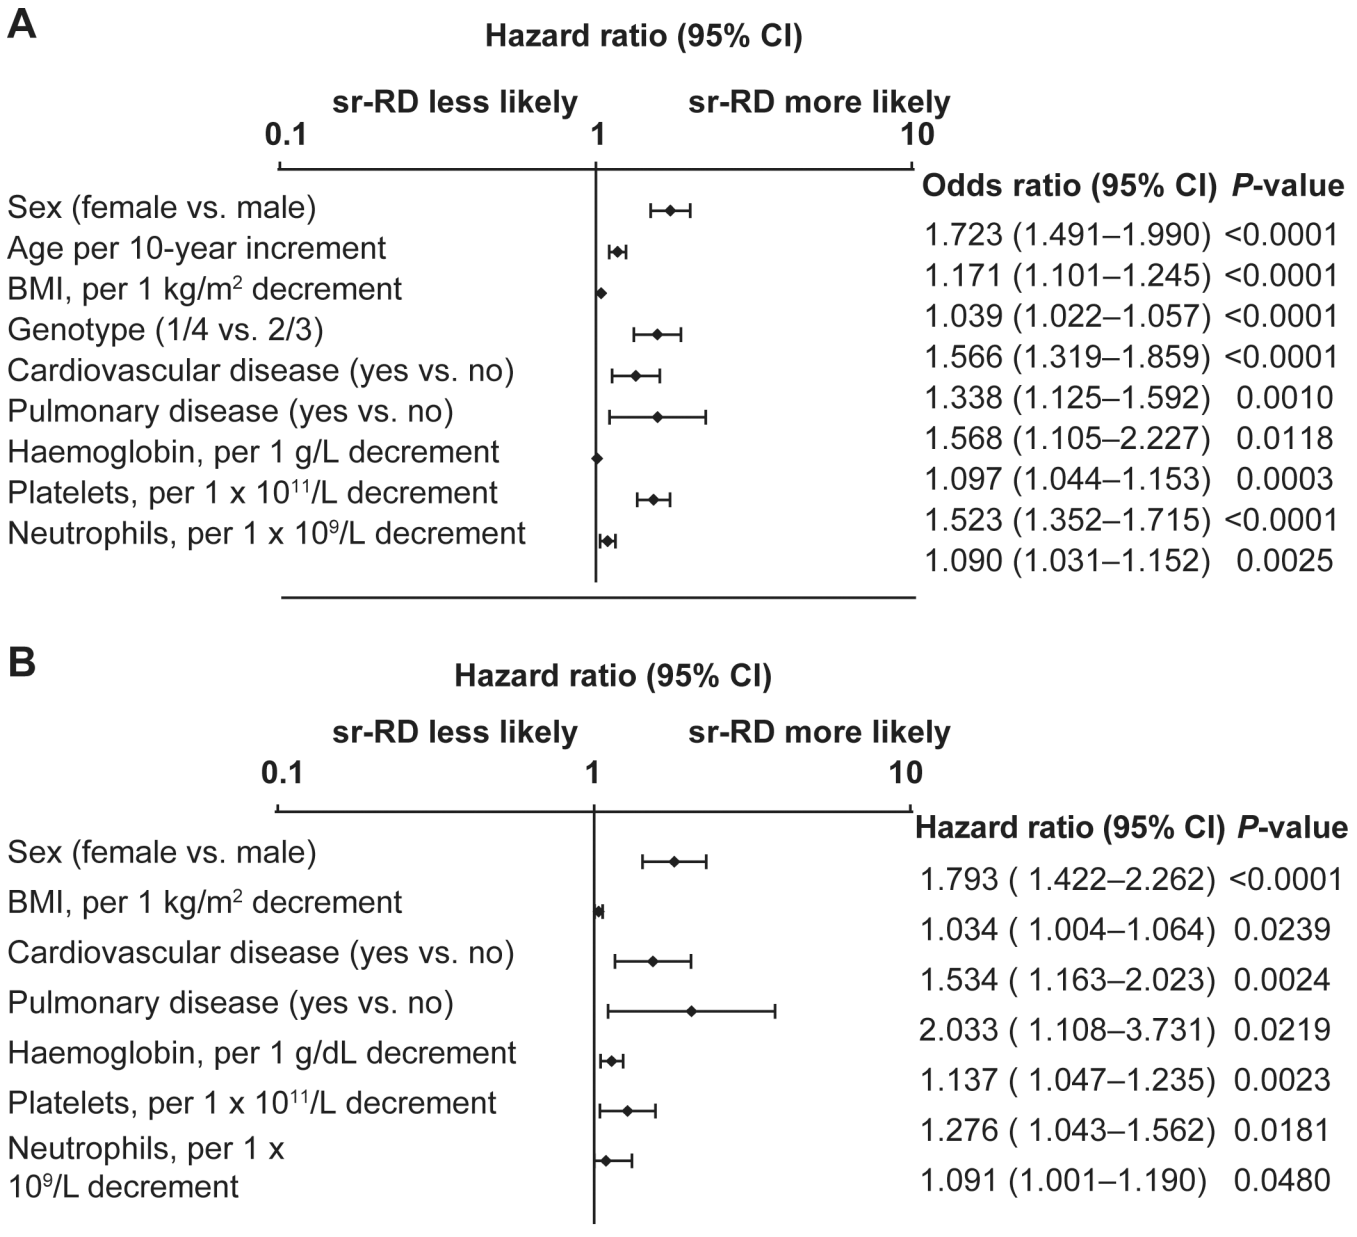 A
Hazard ratio (95% CI)
sr-RD less likely sr-RD more likely
0.1 1 10
Odds ratio (95% CI) P-value
Sex (female vs. male) 1.723 (1.491–1.990) <0.0001
Age per 10-year increment 1.171 (1.101–1.245) <0.0001
BMI, per 1 kg/m² decrement 1.039 (1.022–1.057) <0.0001
Genotype (1/4 vs. 2/3) 1.566 (1.319–1.859) <0.0001
Cardiovascular disease (yes vs. no) 1.338 (1.125–1.592) 0.0010
Pulmonary disease (yes vs. no) 1.568 (1.105–2.227) 0.0118
Haemoglobin, per 1 g/L decrement 1.097 (1.044–1.153) 0.0003
Platelets, per 1 x 10¹¹/L decrement 1.523 (1.352–1.715) <0.0001
Neutrophils, per 1 x 10⁹/L decrement 1.090 (1.031–1.152) 0.0025
B
Hazard ratio (95% CI)
sr-RD less likely sr-RD more likely
0.1 1 10
Hazard ratio (95% CI) P-value
Sex (female vs. male) 1.793 ( 1.422–2.262) <0.0001
BMI, per 1 kg/m² decrement 1.034 ( 1.004–1.064) 0.0239
Cardiovascular disease (yes vs. no) 1.534 ( 1.163–2.023) 0.0024
Pulmonary disease (yes vs. no) 2.033 ( 1.108–3.731) 0.0219
Haemoglobin, per 1 g/dL decrement 1.137 ( 1.047–1.235) 0.0023
Platelets, per 1 x 10¹¹/L decrement 1.276 ( 1.043–1.562) 0.0181
Neutrophils, per 1 x
10⁹/L decrement 1.091 (1.001–1.190) 0.0480